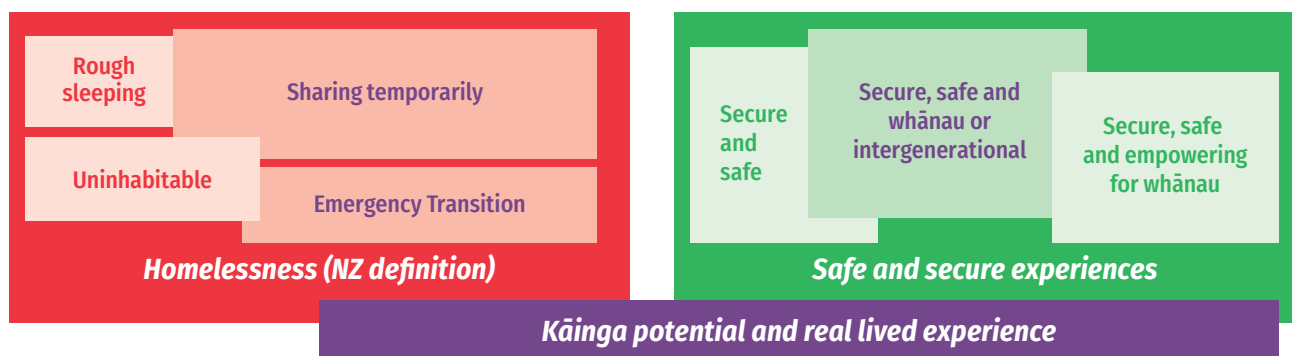 Rough
sleeping
Sharing temporarily
Uninhabitable
Emergency Transition
Homelessness (NZ definition)
Secure
and
safe
Secure, safe and
whānau or
intergenerational
Secure, safe
and empowering
for whānau
Safe and secure experiences
Kāinga potential and real lived experience